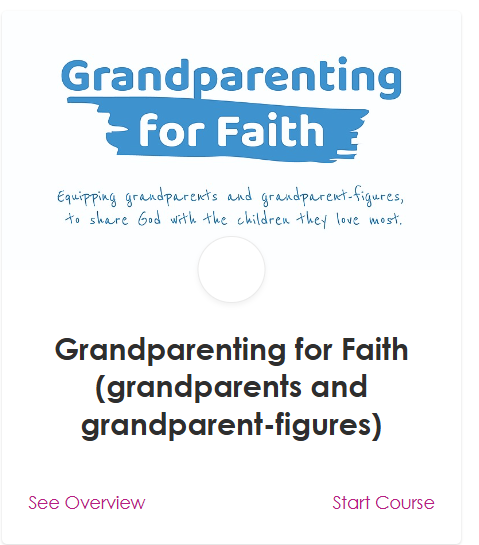 Grandparenting
for Faith
Equipping grandparents and grandparent-figures,
to share God with the children they love most.
Grandparenting for Faith
(grandparents and
grandparent-figures)
See Overview
Start Course